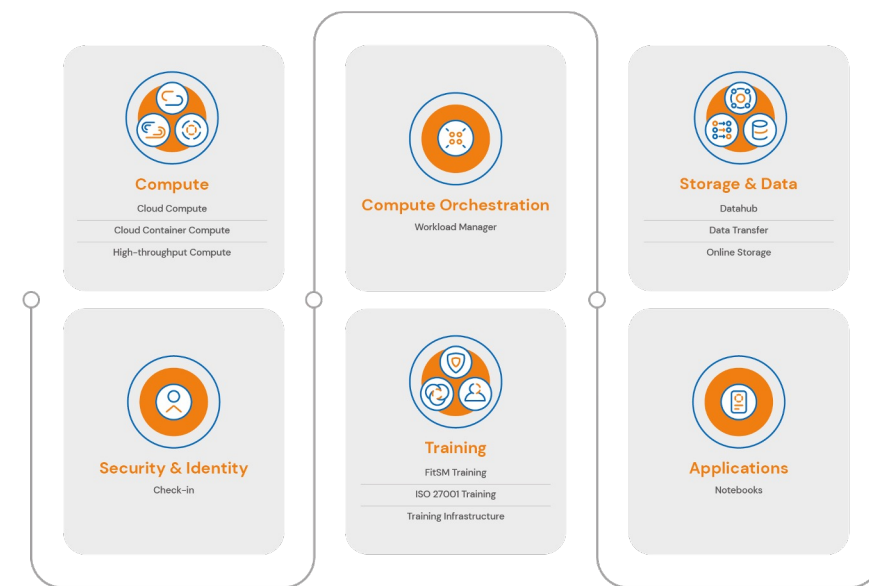 Compute
Cloud Compute
Cloud Container Compute
High-throughput Compute
Compute Orchestration
Workload Manager
Storage & Data
Datahub
Data Transfer
Online Storage
Security & Identity
Check-in
Training
FitSM Training
ISO 27001 Training
Training Infrastructure
Applications
Notebooks